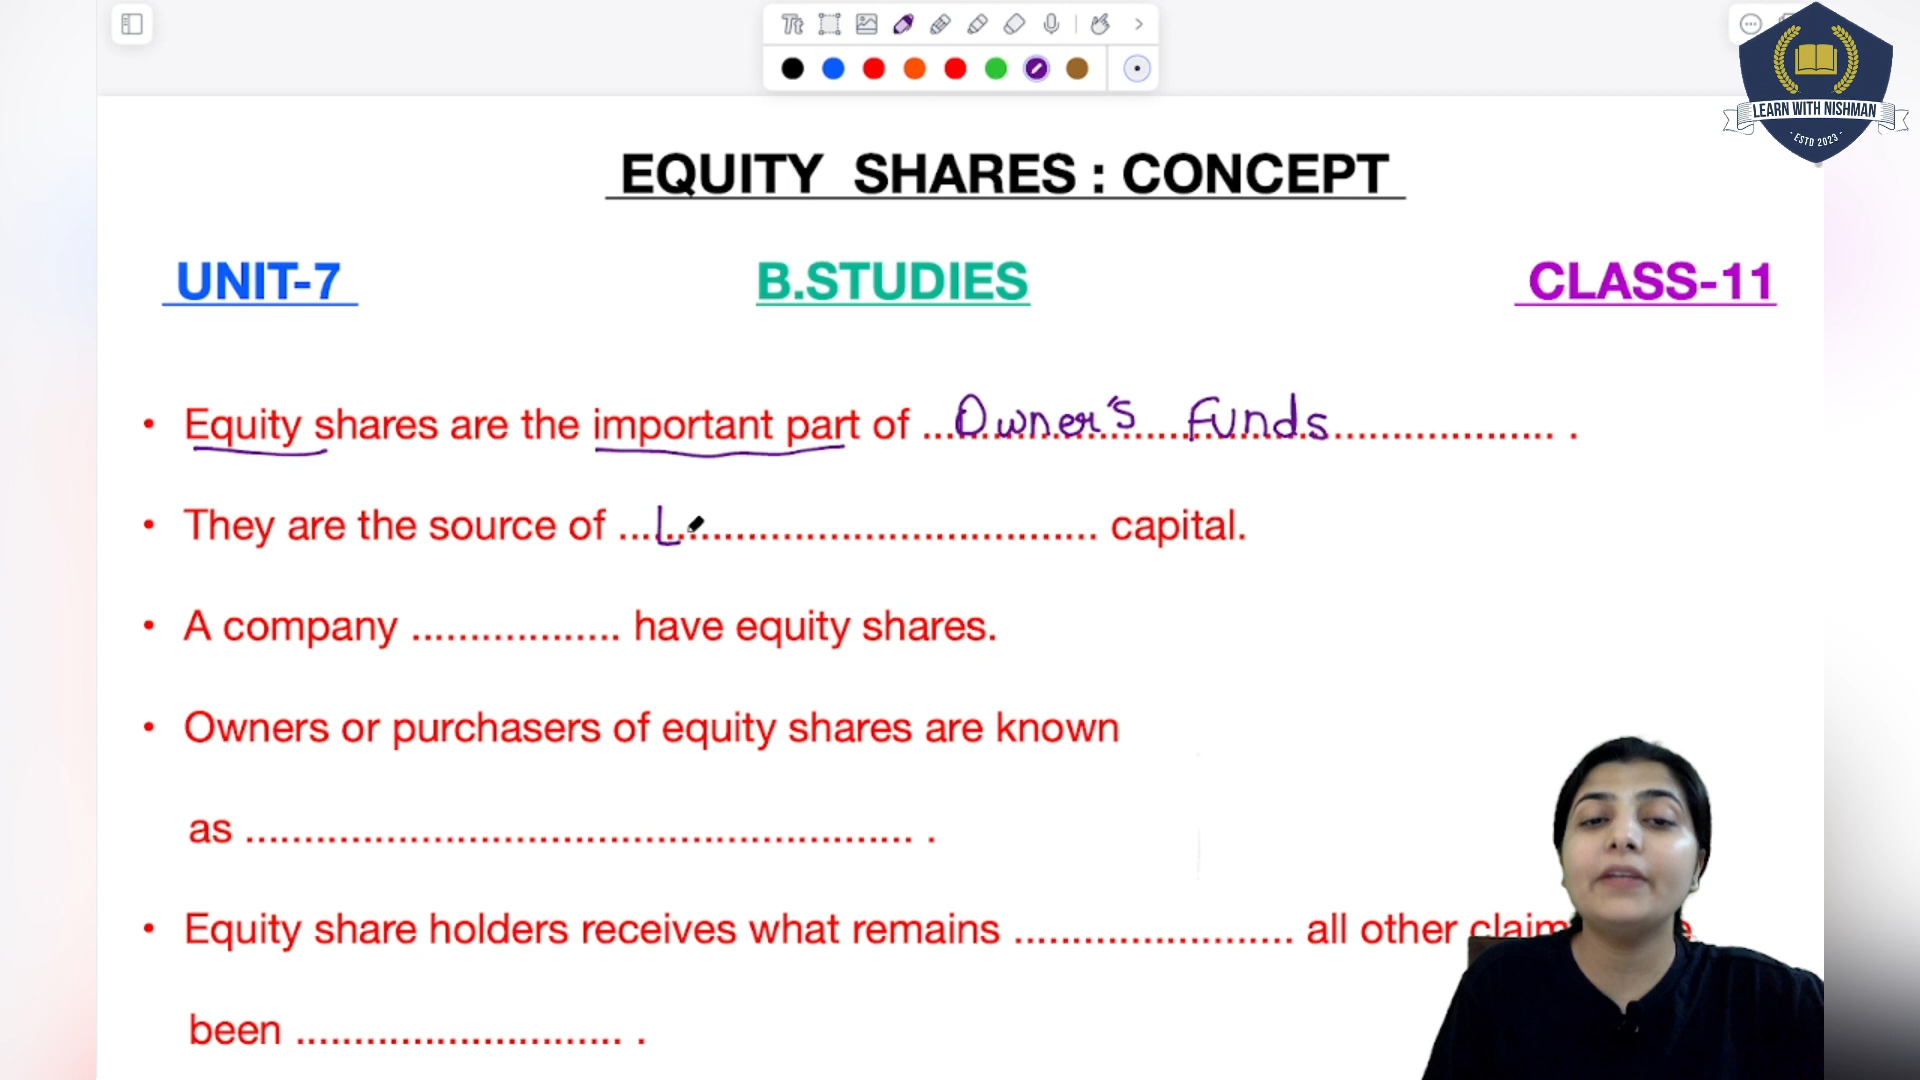 LEARN WITH NISHMAN
- ESTD 2023 -
EQUITY SHARES : CONCEPT
UNIT-7 B.STUDIES CLASS-11
• Equity shares are the important part of ... Owner's Funds ... .
• They are the source of ... L ... capital.
• A company .................. have equity shares.
• Owners or purchasers of equity shares are known
as ......................................................... .
• Equity share holders receives what remains ........................ all other
been ............................ .